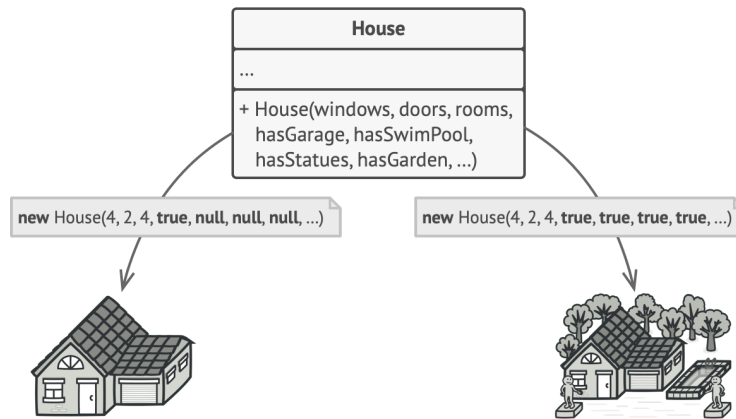 House
...
+ House(windows, doors, rooms,
hasGarage, hasSwimPool,
hasStatues, hasGarden, ...)
new House(4, 2, 4, true, null, null, null, ...)
new House(4, 2, 4, true, true, true, true, ...)